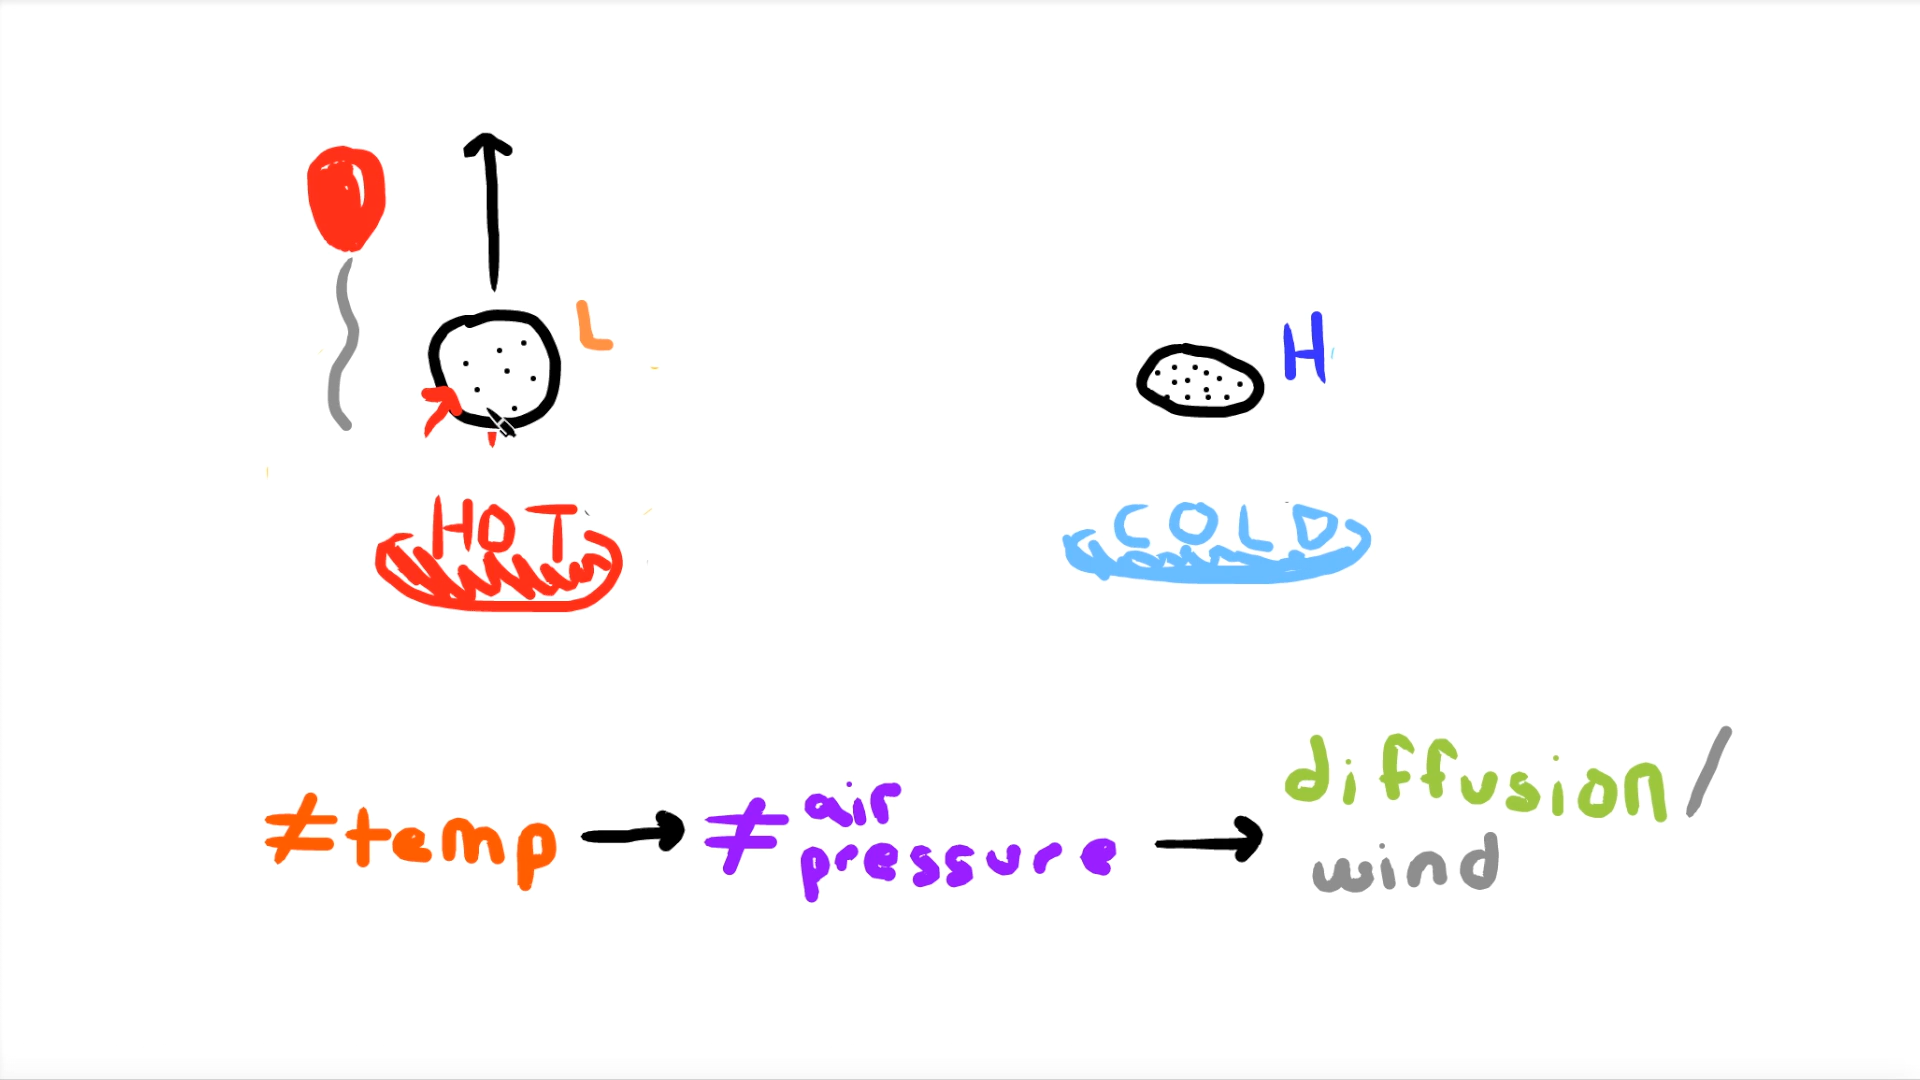 L
H
HOT
COLD
≠temp → ≠ air pressure → diffusion/
wind